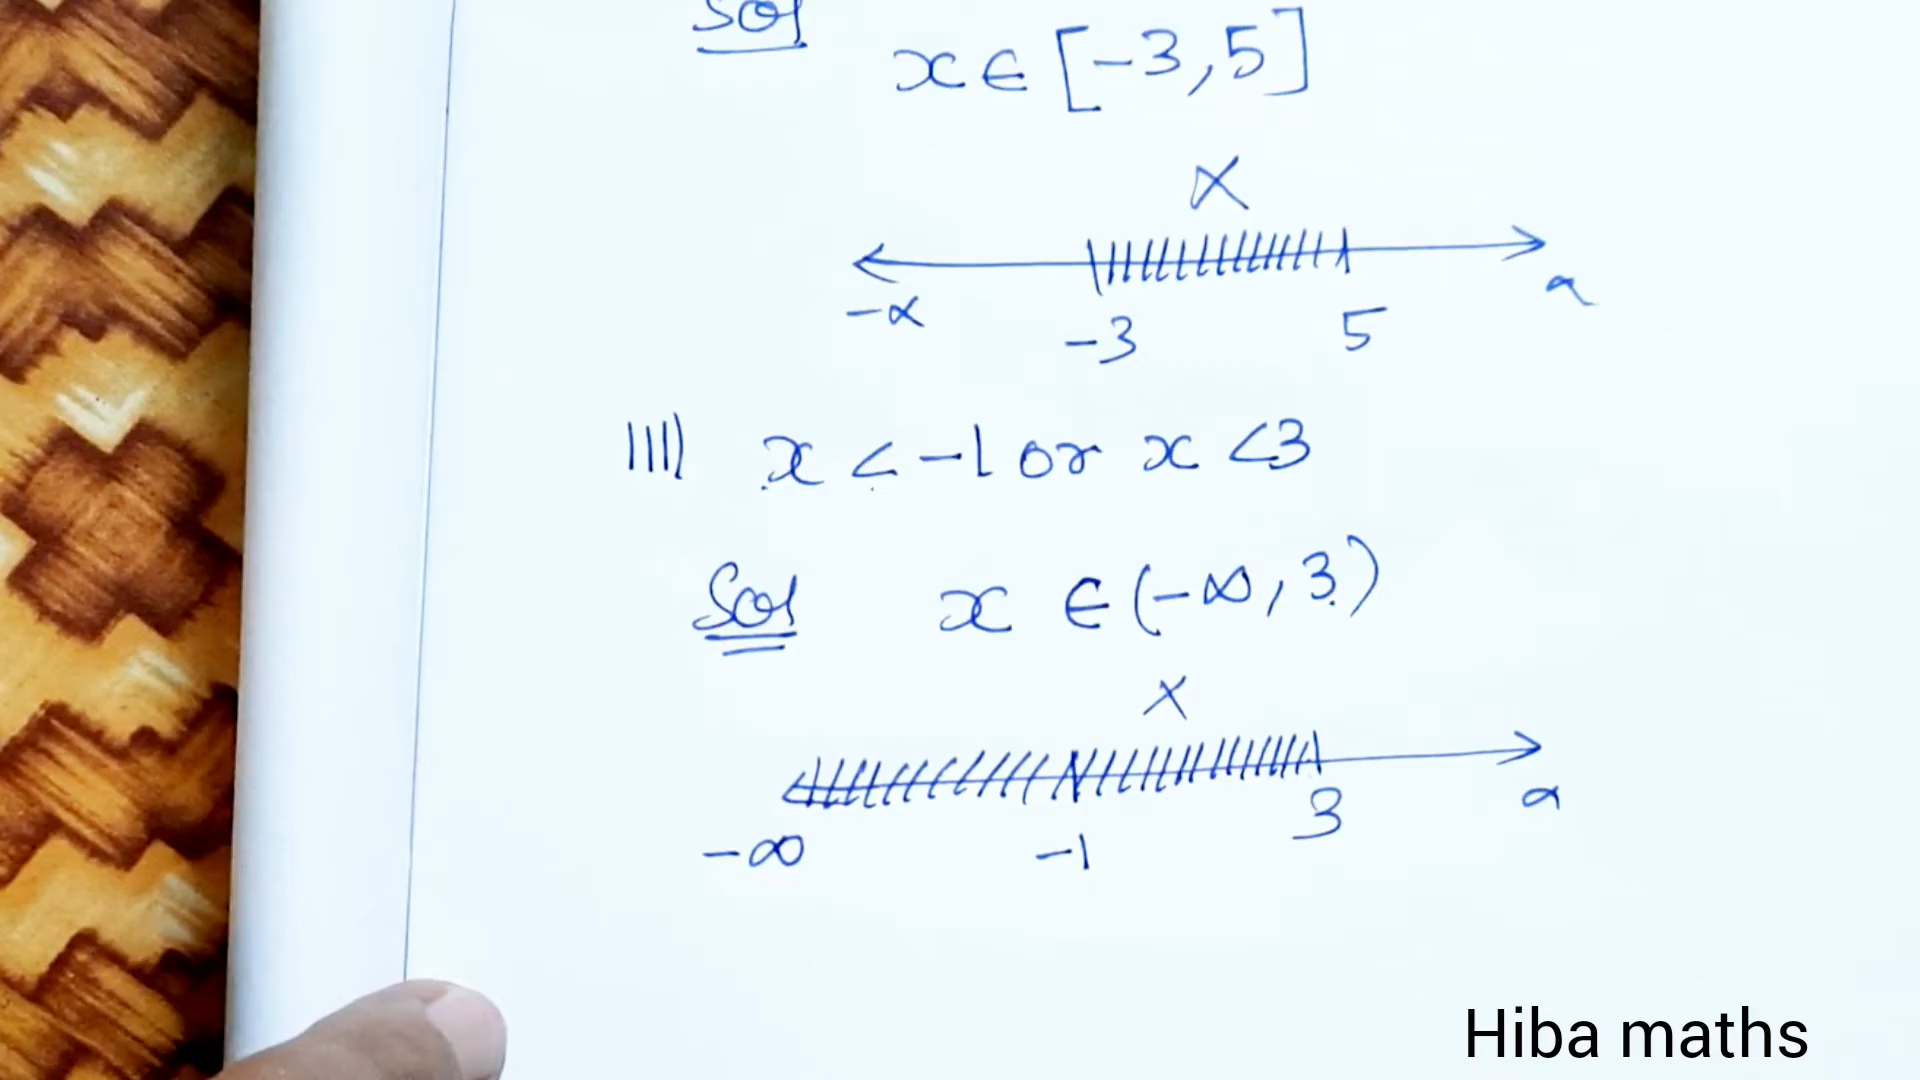 Sol
x ∈ [-3, 5]
x
-∝ -3 5 ∝
III) x < -1 or x < 3
Sol x ∈ (-∞, 3)
x
-∞ -1 3 ∝
Hiba maths